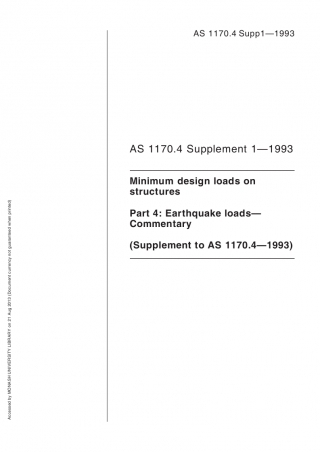 AS 1170.4 Supp1—1993
AS 1170.4 Supplement 1—1993
Minimum design loads on
structures
Part 4: Earthquake loads—
Commentary
(Supplement to AS 1170.4—1993)
Accessed by MONASH UNIVERSITY LIBRARY on 21 Aug 2013 (Document currency not guaranteed when printed)